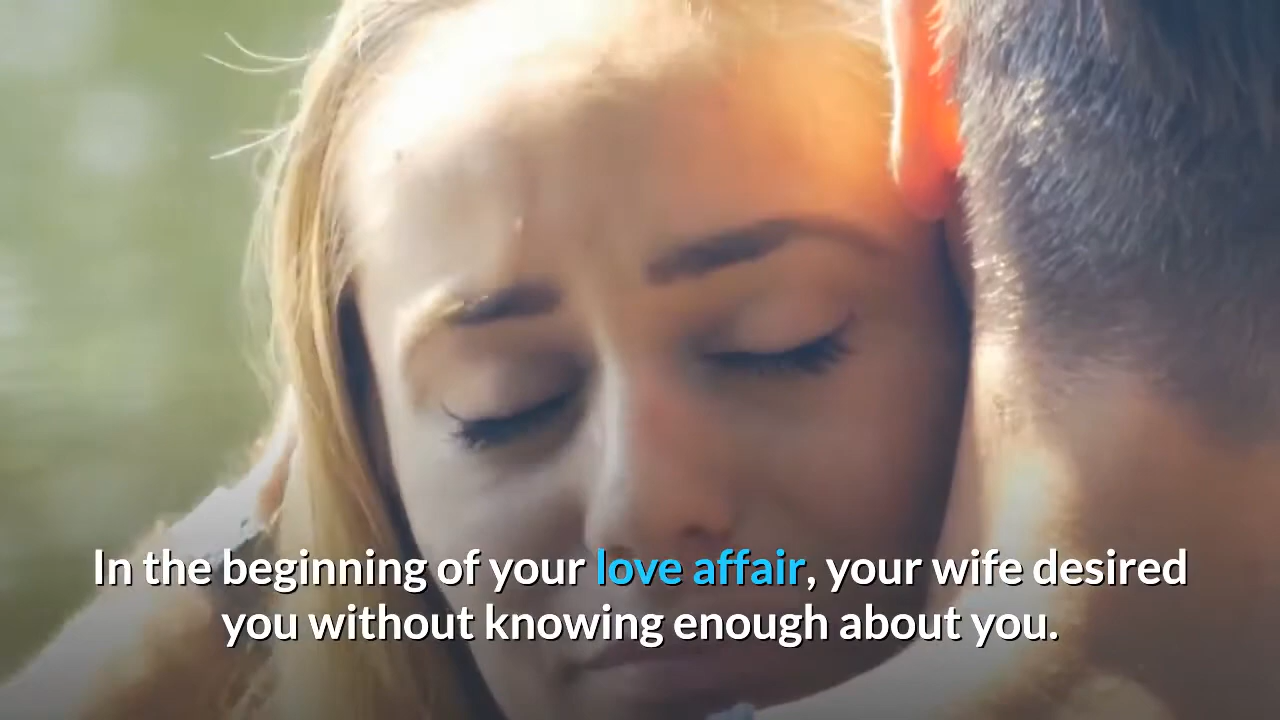 In the beginning of your love affair, your wife desired
you without knowing enough about you.